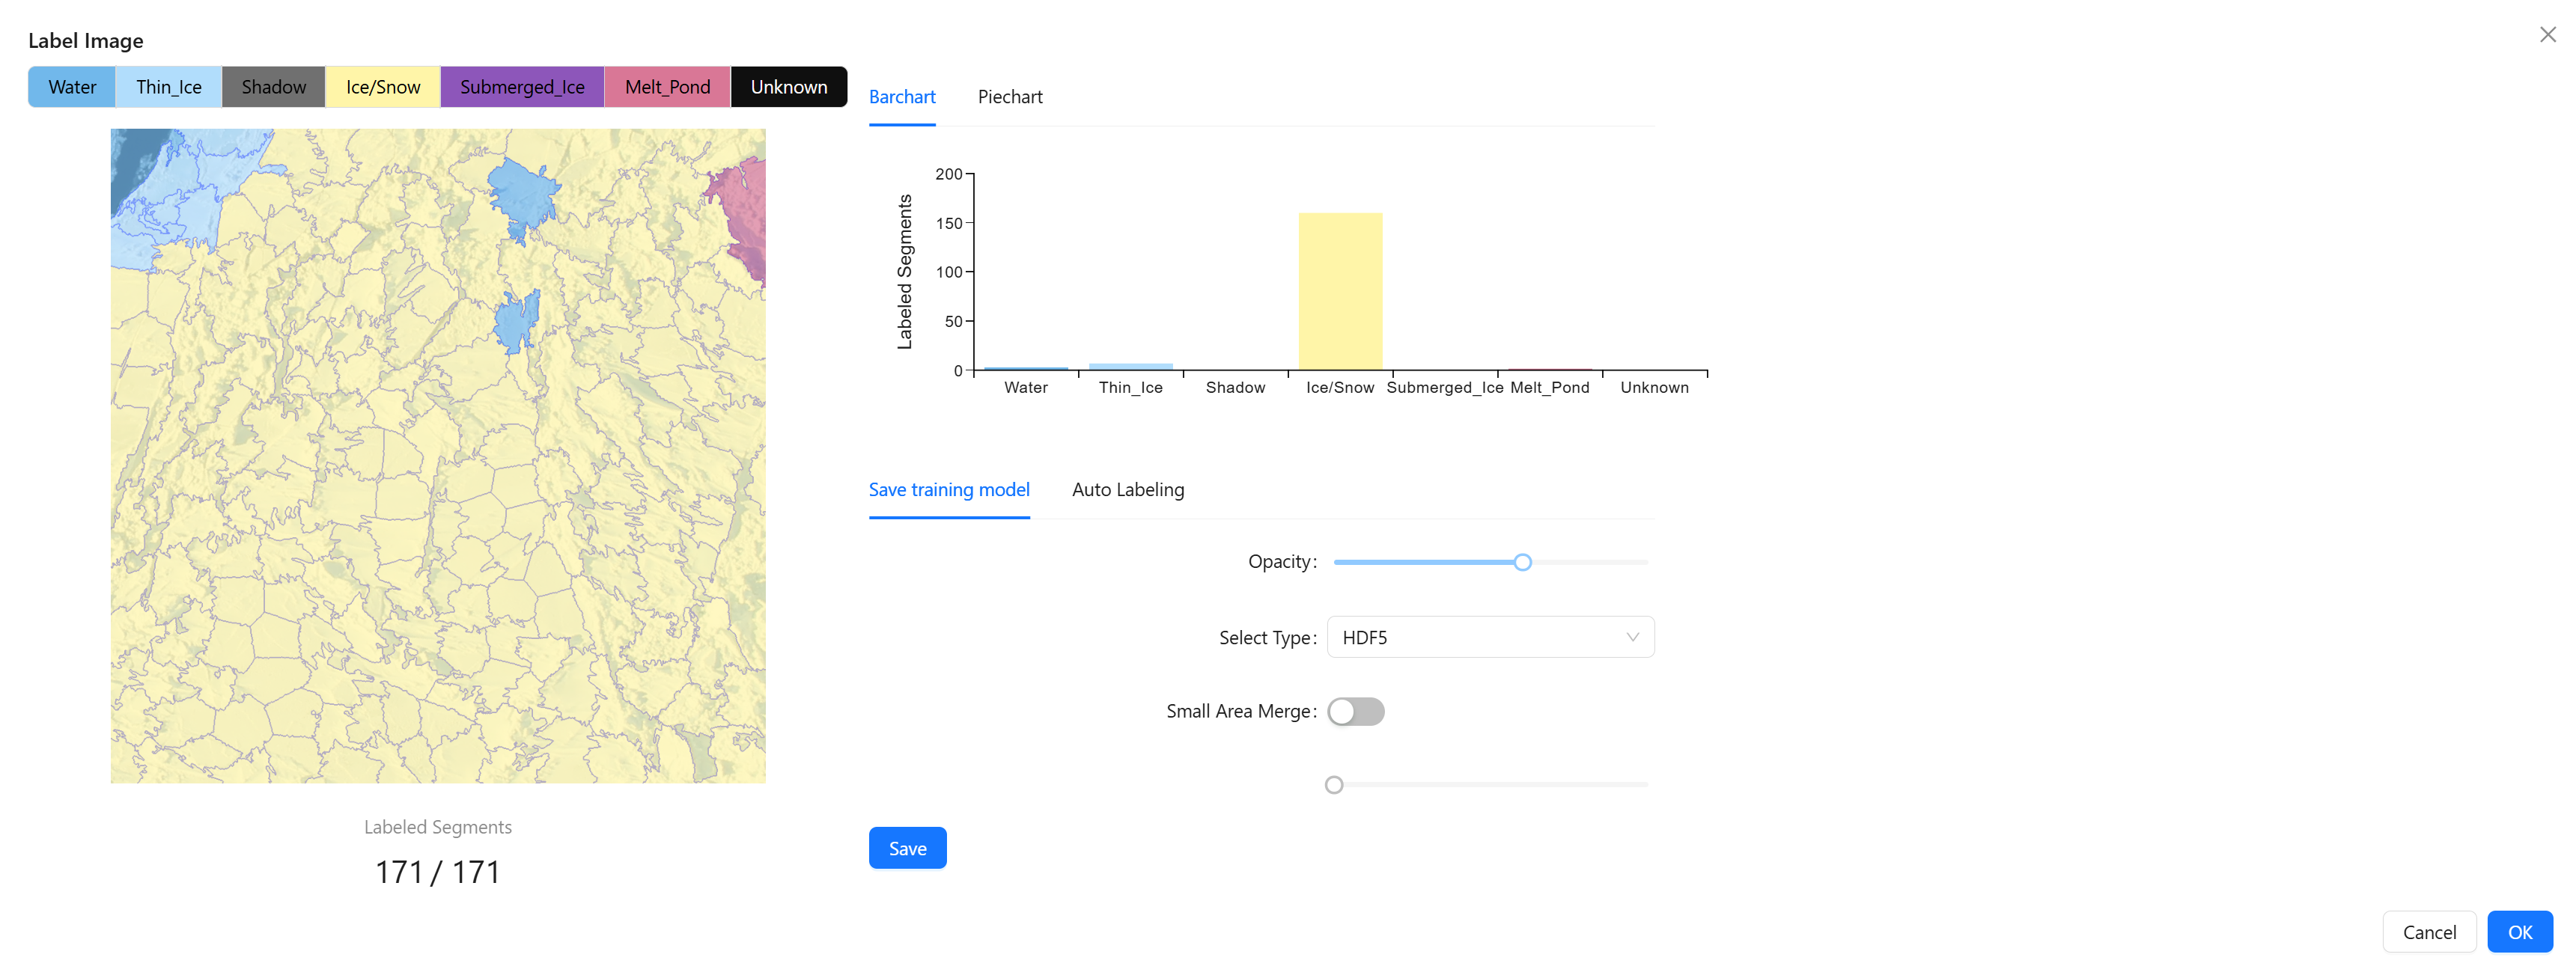 Label Image
Water Thin_Ice Shadow Ice/Snow Submerged_Ice Melt_Pond Unknown
Labeled Segments
171 / 171
Barchart Piechart
Labeled Segments
200
150
100
50
0
Water Thin_Ice Shadow Ice/Snow Submerged_Ice Melt_Pond Unknown
Save training model Auto Labeling
Opacity:
Select Type: HDF5
Small Area Merge:
Save
Cancel OK